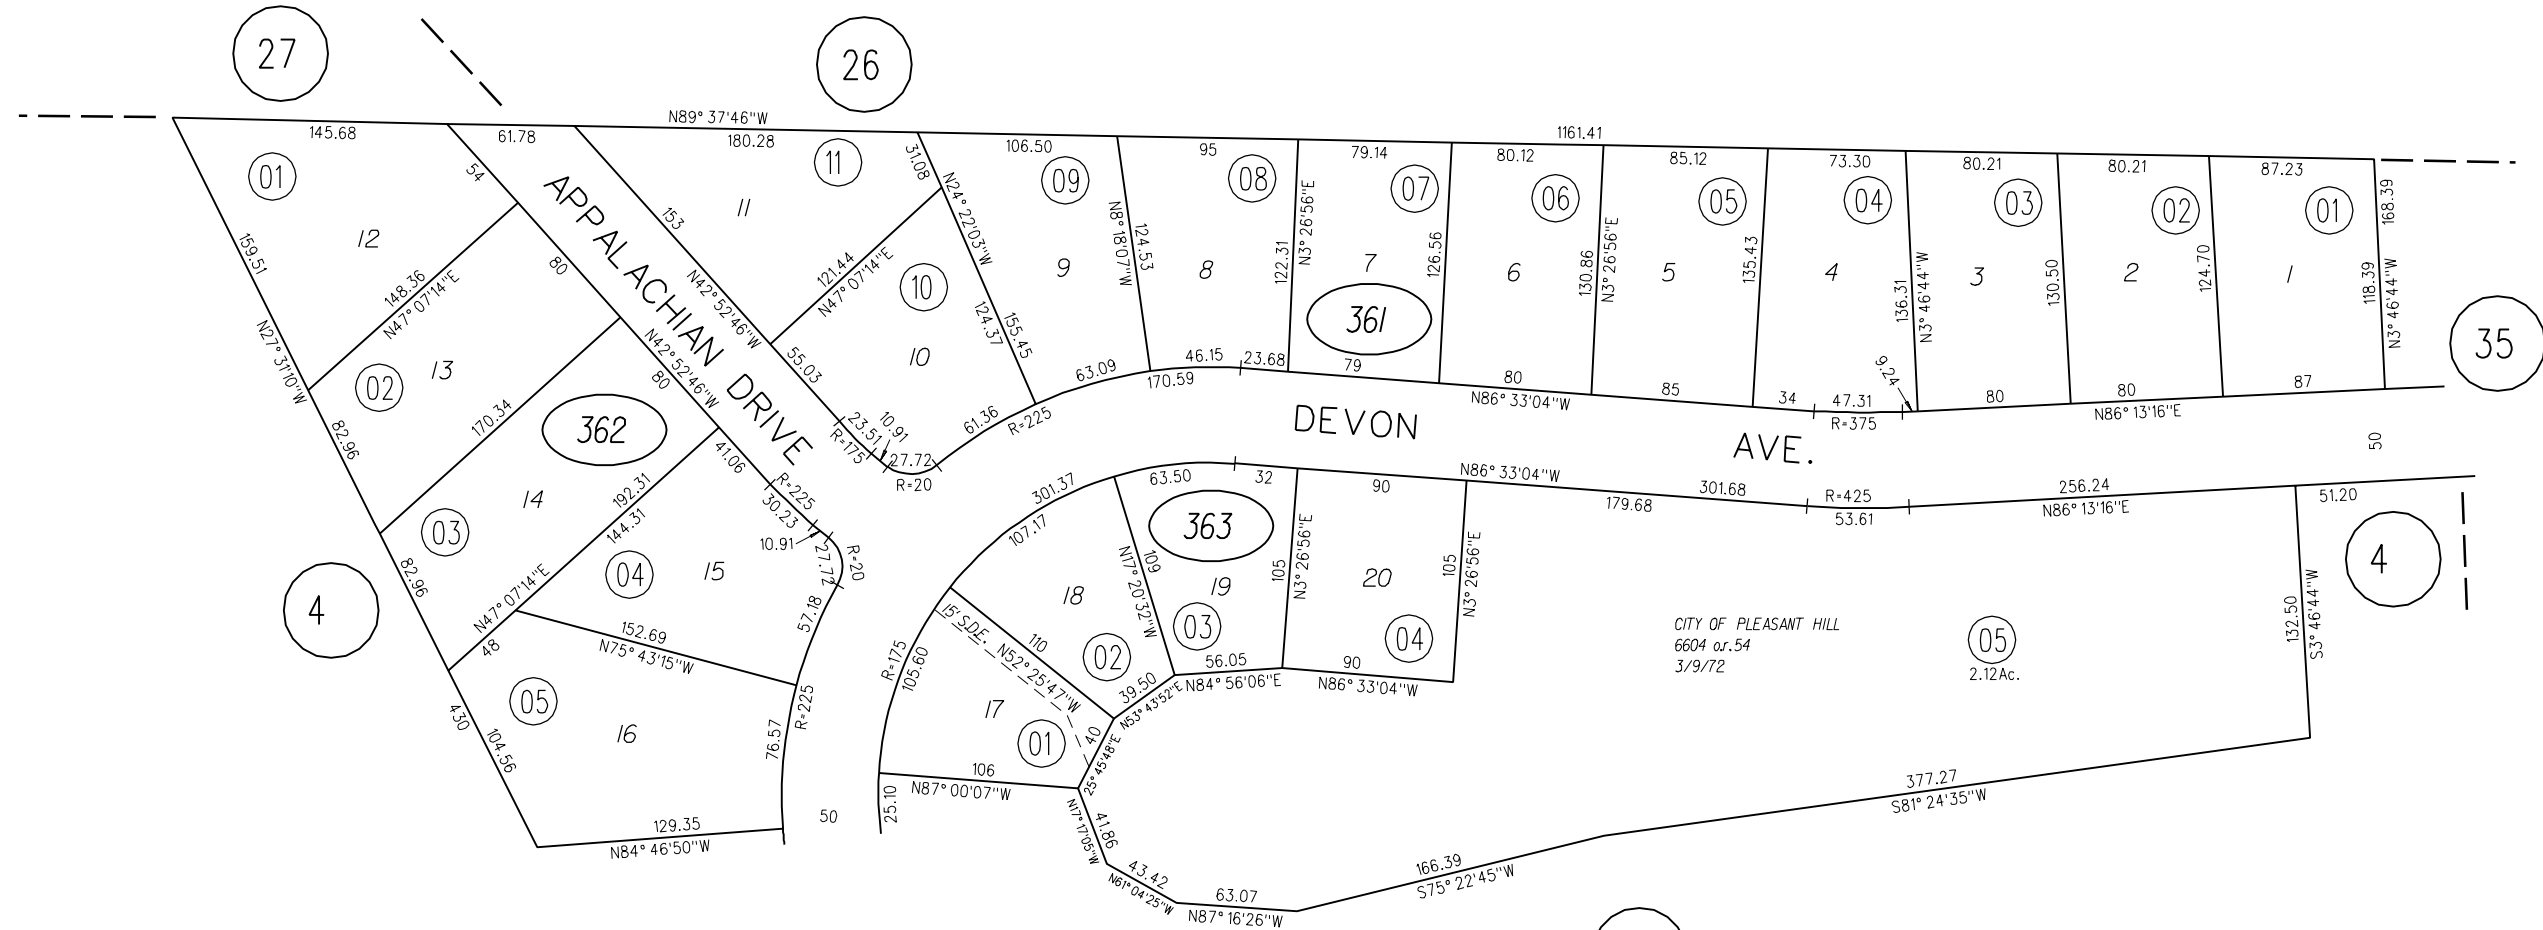 27
26
35
4
4
N89° 37'46"W
1161.41
145.68
61.78
180.28
106.50
95
79.14
80.12
85.12
73.30
80.21
80.21
87.23
168.39
01
12
159.51
54
148.36
N47° 07'14"E
N27° 31'10"W
02
13
82.96
80
170.34
362
03
14
82.96
80
N42° 52'46"W
APPALACHIAN DRIVE
192.31
144.31
N47° 07'14"E
48
41.06
R=225
30.23
10.91
27.72
R=20
04
15
152.69
N75° 43'15"W
57.18
R=225
76.57
05
16
430
104.56
129.35
N84° 46'50"W
50
11
11
153
N42° 52'46"W
31.08
N24° 22'03"W
121.44
N47° 07'14"E
10
10
124.37
155.45
55.03
23.51
R=175
10.91
27.72
R=20
61.36
R=225
63.09
170.59
09
9
N8° 18'07"W
124.53
08
8
46.15
23.68
122.31
N3° 26'56"E
07
7
361
79
126.56
06
6
80
N86° 33'04"W
130.86
N3° 26'56"E
05
5
85
135.43
04
4
34
47.31
R=375
9.24
136.31
N3° 46'44"W
03
3
80
130.50
02
2
80
N86° 13'16"E
124.70
01
1
87
118.39
N3° 46'44"W
DEVON AVE.
50
301.37
107.17
63.50
32
90
N86° 33'04"W
179.68
301.68
R=425
53.61
256.24
N86° 13'16"E
51.20
363
18
02
110
N52° 25'47"W
15' S.D.E.
R=175
105.60
17
01
106
N87° 00'07"W
25.10
40
25° 45'48"E
39.50
N53° 43'52"E
109
N17° 20'32"W
19
03
56.05
N84° 56'06"E
105
N3° 26'56"E
20
04
90
N86° 33'04"W
105
N3° 26'56"E
CITY OF PLEASANT HILL
6604 o.r. 54
3/9/72
05
2.12Ac.
132.50
S3° 46'44"W
377.27
S81° 24'35"W
166.39
S75° 22'45"W
63.07
N87° 16'26"W
43.42
N61° 04'25"W
41.86
N17° 17'05"W